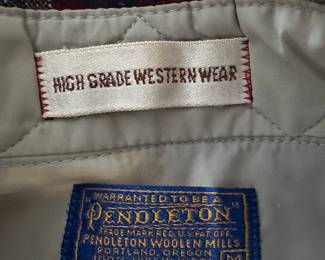 HIGH GRADE WESTERN WEAR
WARRANTED TO BE A
PENDLETON
TRADE MARK REG. U.S. PAT. OFF.
PENDLETON WOOLEN MILLS
PORTLAND, OREGON
M